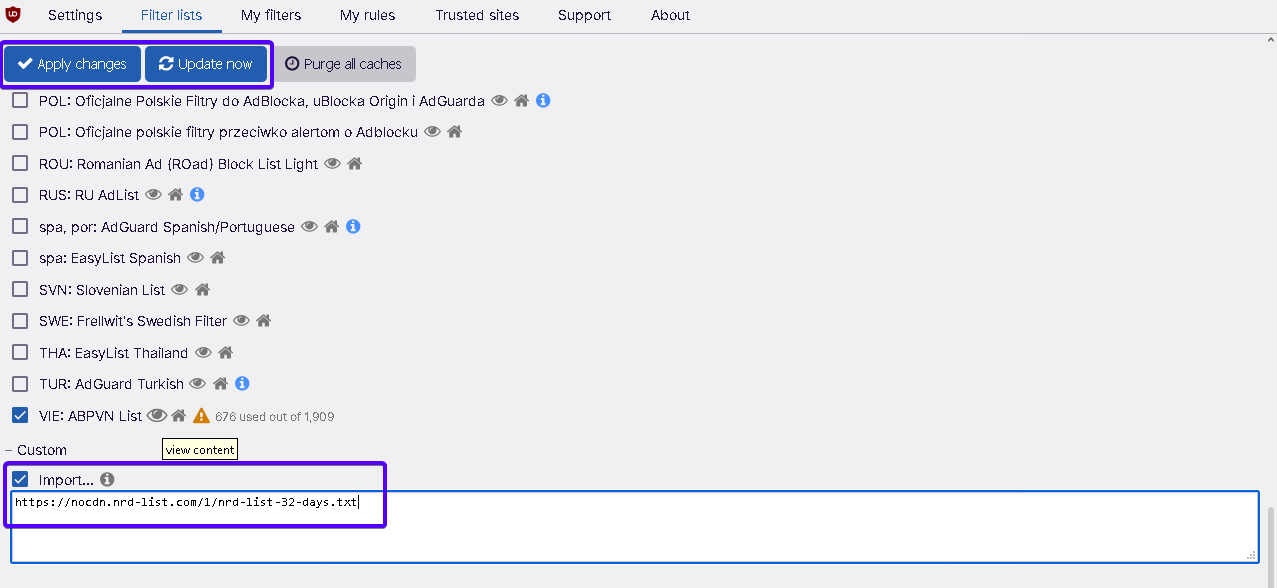 Settings Filter lists My filters My rules Trusted sites Support About
Apply changes Update now Purge all caches
POL: Oficjalne Polskie Filtry do AdBlocka, uBlocka Origin i AdGuarda
POL: Oficjalne polskie filtry przeciwko alertom o Adblocku
ROU: Romanian Ad (ROad) Block List Light
RUS: RU AdList
spa, por: AdGuard Spanish/Portuguese
spa: EasyList Spanish
SVN: Slovenian List
SWE: Frellwit's Swedish Filter
THA: EasyList Thailand
TUR: AdGuard Turkish
VIE: ABPVN List 676 used out of 1,909
– Custom
view content
Import...
https://nocdn.nrd-list.com/1/nrd-list-32-days.txt